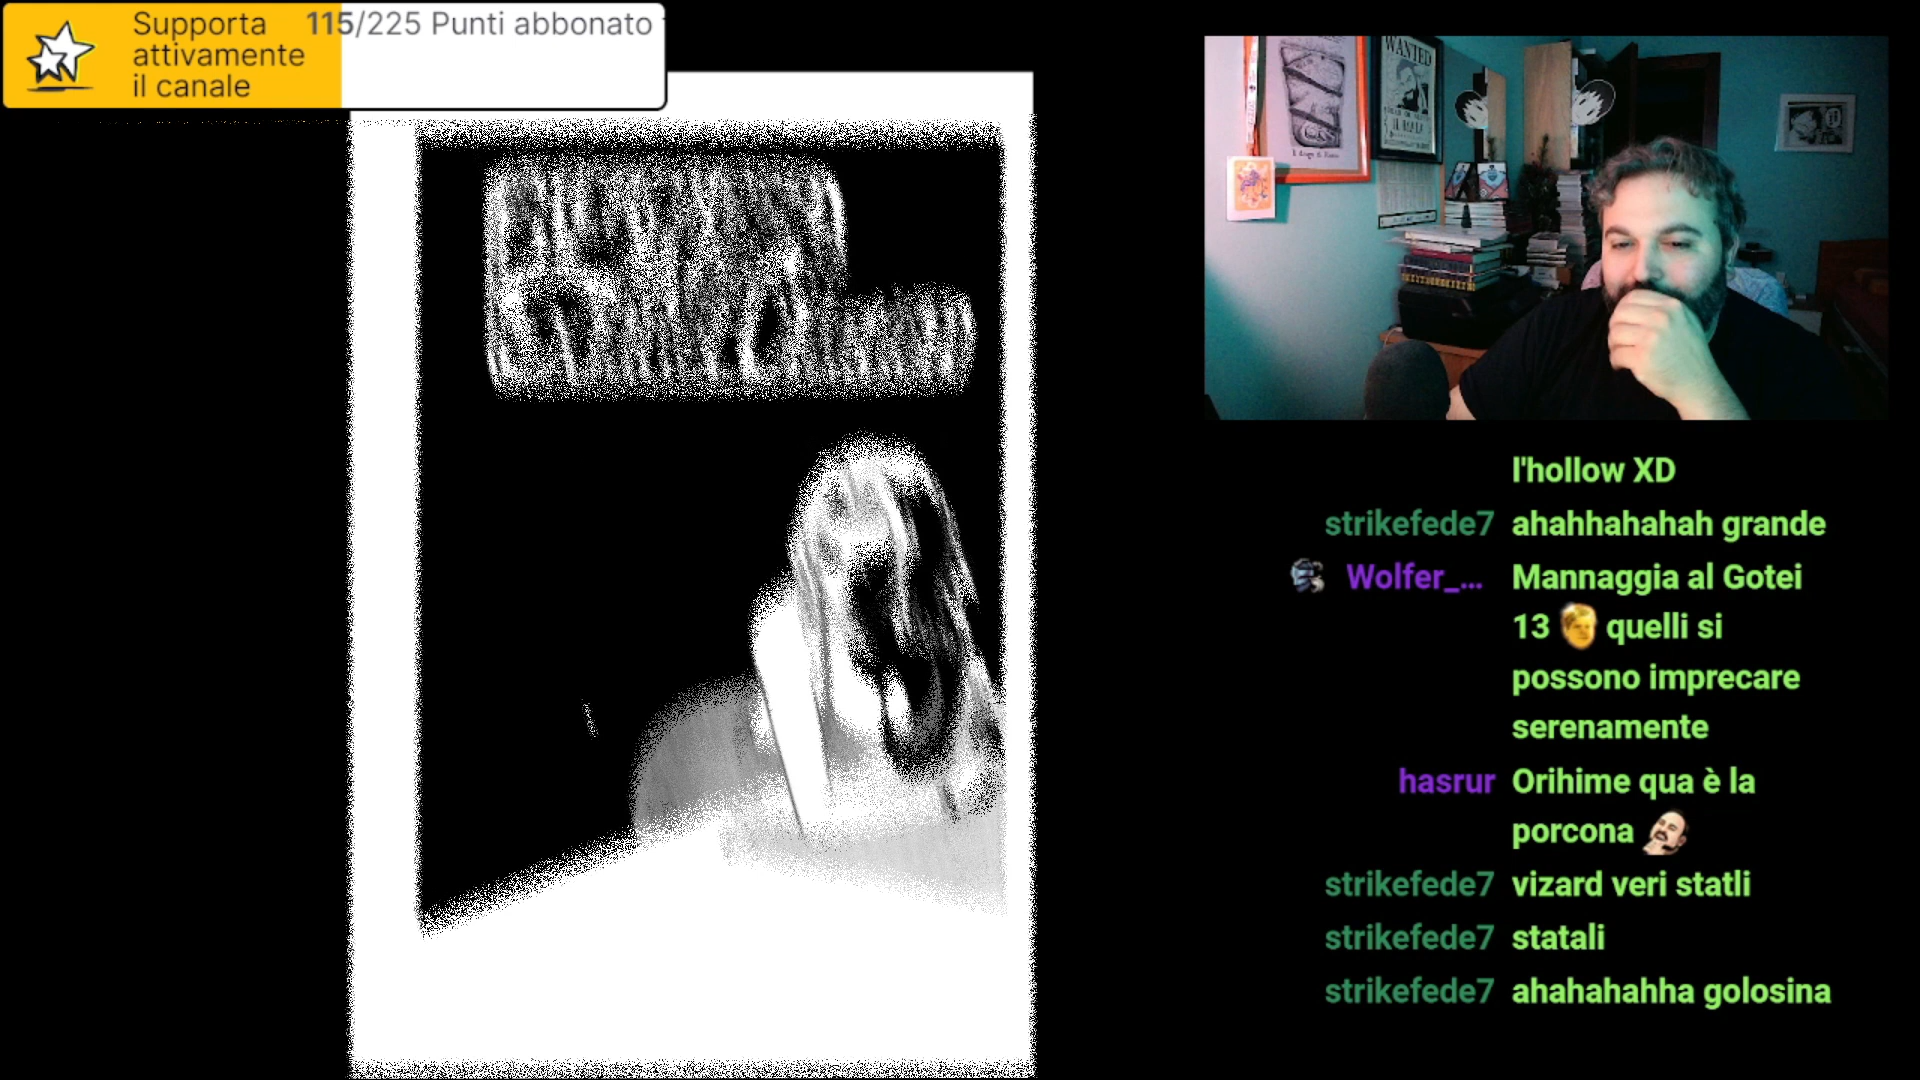 Supporta
attivamente
il canale
115/225 Punti abbonato
WANTED
l'hollow XD
strikefede7 ahahhahahah grande
Wolfer_... Mannaggia al Gotei
13 quelli si
possono imprecare
serenamente
hasrur Orihime qua è la
porcona
strikefede7 vizard veri statli
strikefede7 statali
strikefede7 ahahahahha golosina